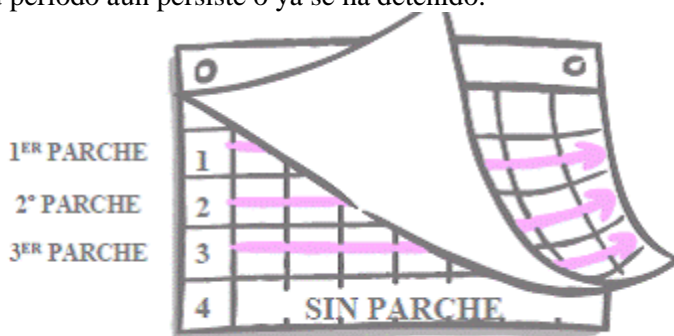 período aún persiste o ya se ha detenido.
1ER PARCHE 1
2° PARCHE 2
3ER PARCHE 3
4 SIN PARCHE